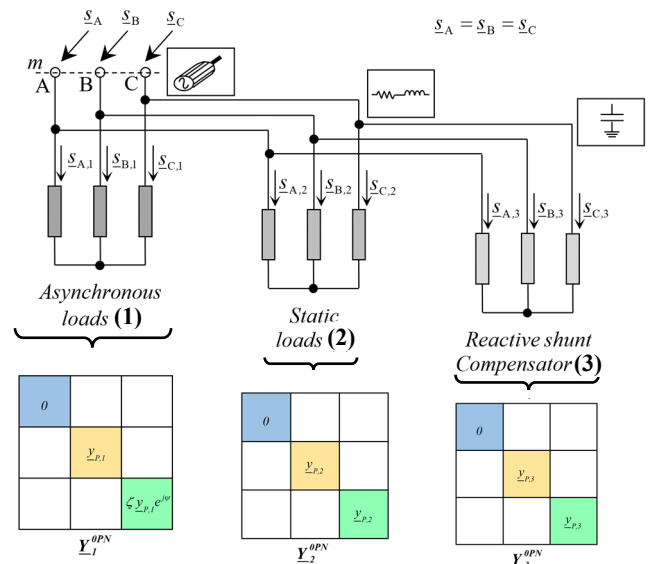 s_A s_B s_C
s_A = s_B = s_C
m
A B C
s_A,1 s_B,1 s_C,1
s_A,2 s_B,2 s_C,2
s_A,3 s_B,3 s_C,3
Asynchronous
loads (1)
Static
loads (2)
Reactive shunt
Compensator (3)
0
y_P,1
ζ y_P,1 e^jψ
Y_1^0PN
0
y_P,2
y_P,2
Y_2^0PN
0
y_P,3
y_P,3